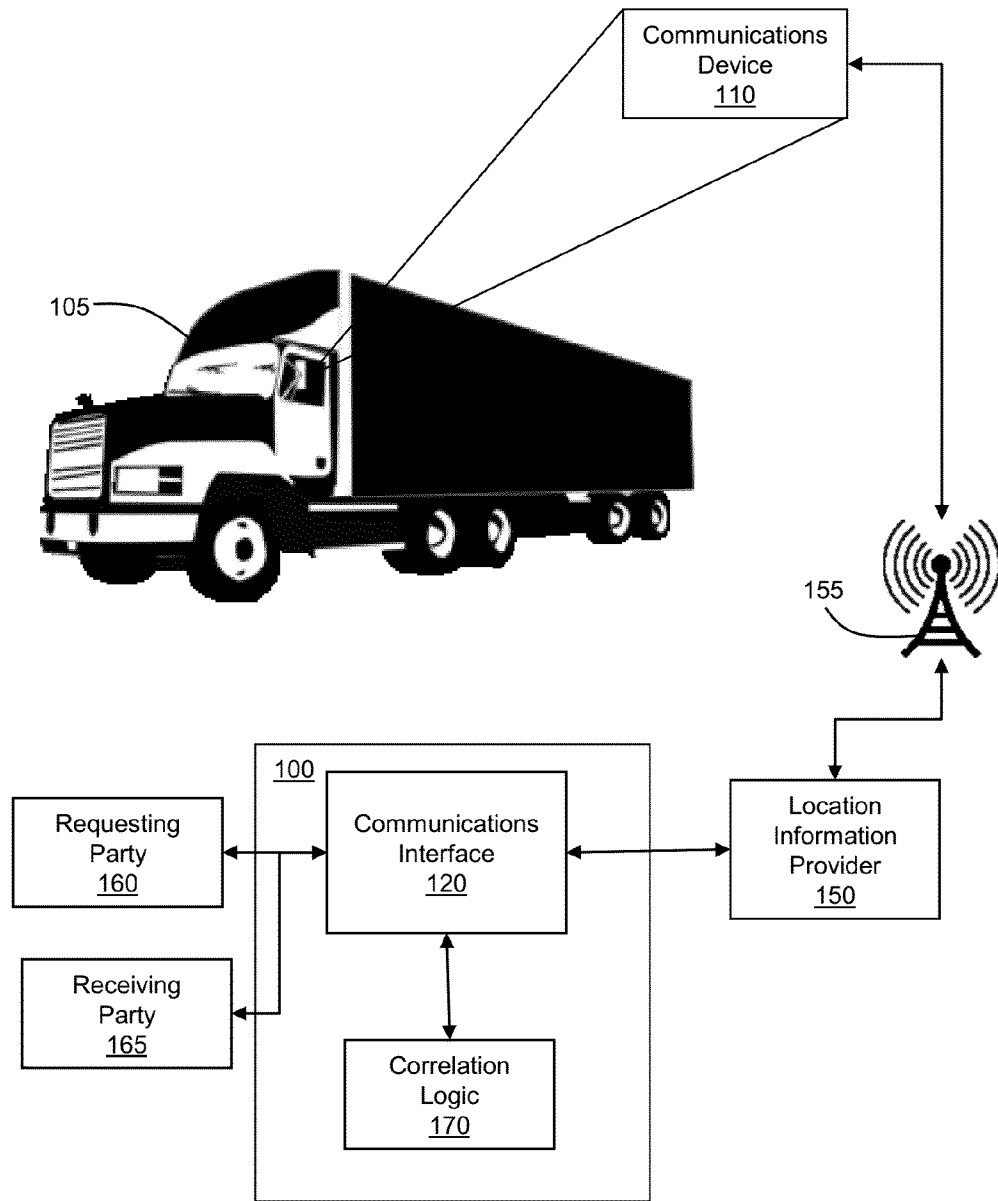 Communications
Device
110
105
155
100
Communications
Interface
120
Requesting
Party
160
Location
Information
Provider
150
Receiving
Party
165
Correlation
Logic
170